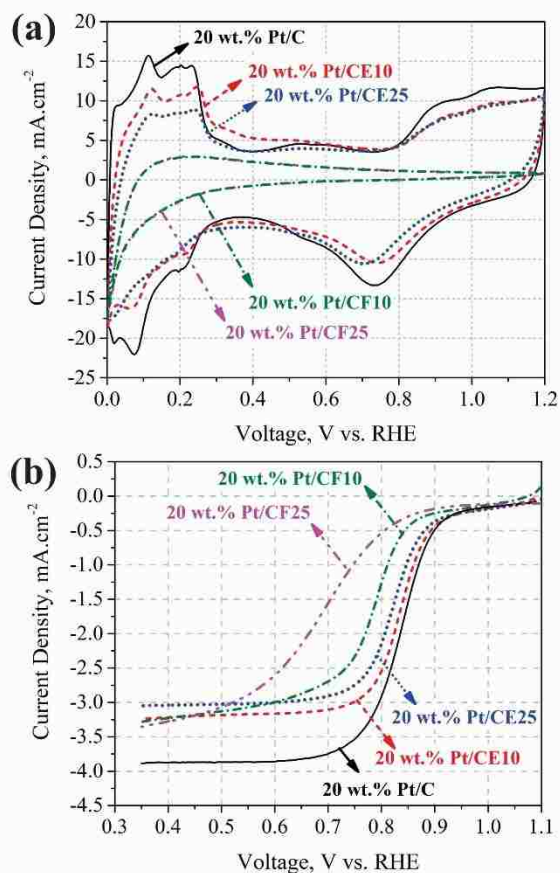 (a)
20
15
10
5
0
-5
-10
-15
-20
-25
Current Density, mA.cm⁻²
20 wt.% Pt/C
20 wt.% Pt/CE10
20 wt.% Pt/CE25
20 wt.% Pt/CF10
20 wt.% Pt/CF25
0.0 0.2 0.4 0.6 0.8 1.0 1.2
Voltage, V vs. RHE
(b)
0.5
0.0
-0.5
-1.0
-1.5
-2.0
-2.5
-3.0
-3.5
-4.0
-4.5
Current Density, mA.cm⁻²
20 wt.% Pt/CF10
20 wt.% Pt/CF25
20 wt.% Pt/CE25
20 wt.% Pt/CE10
20 wt.% Pt/C
0.3 0.4 0.5 0.6 0.7 0.8 0.9 1.0 1.1
Voltage, V vs. RHE